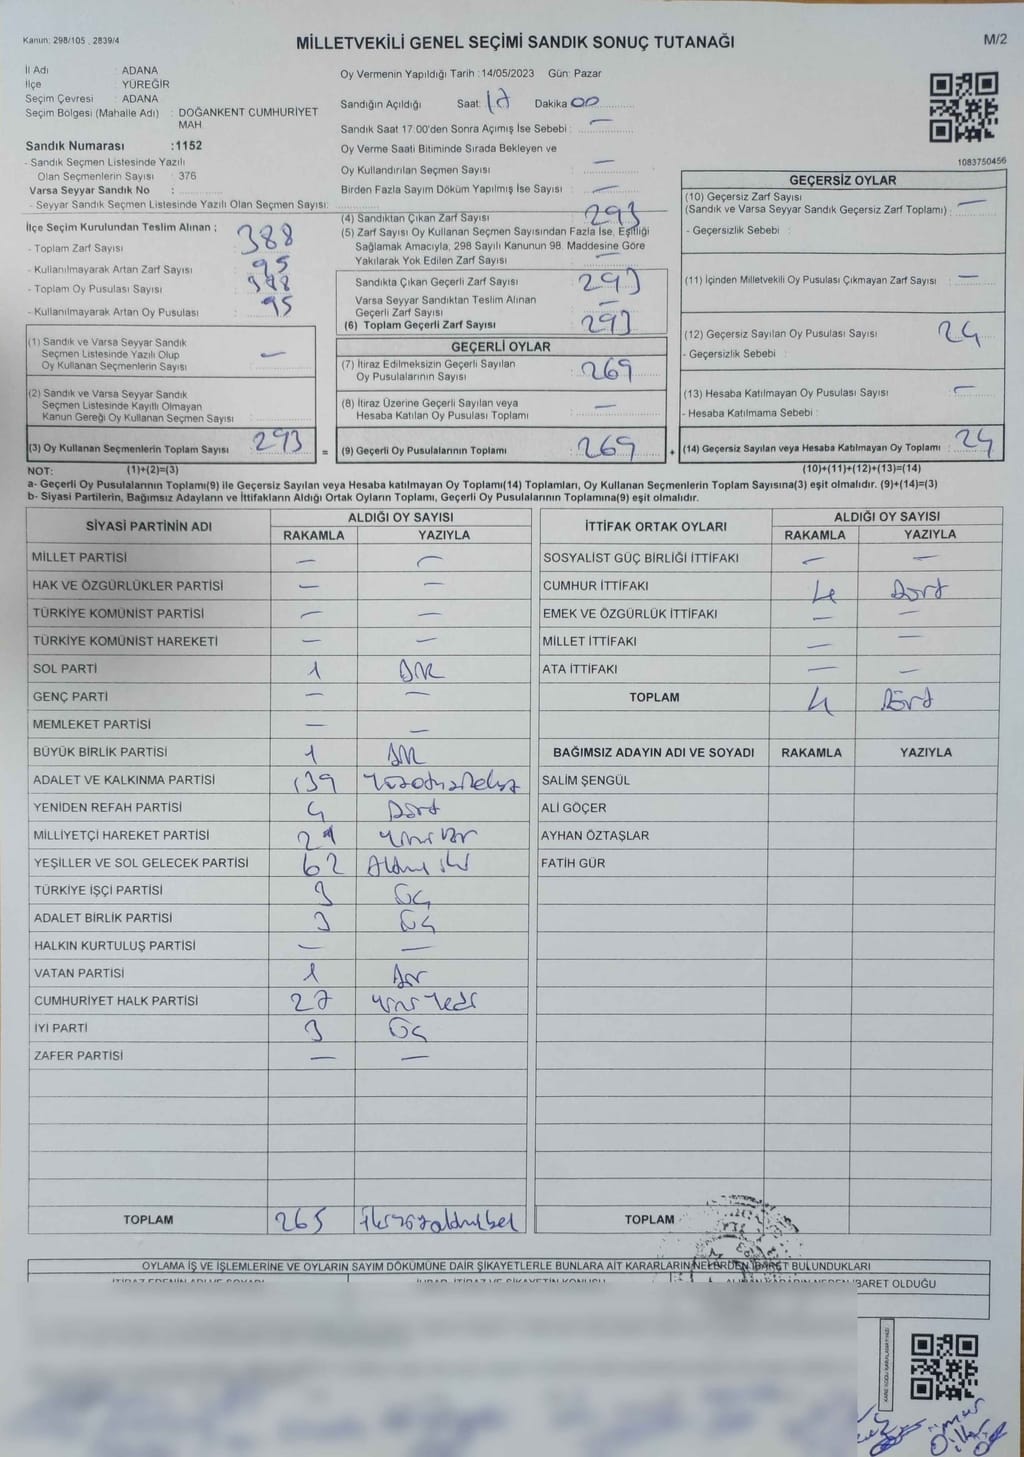 Kanun: 298/105 , 2839/4
MİLLETVEKİLİ GENEL SEÇİMİ SANDIK SONUÇ TUTANAĞI
M/2
İl Adı ADANA
İlçe YÜREĞİR
Seçim Çevresi : ADANA
Seçim Bölgesi (Mahalle Adı) : DOĞANKENT CUMHURİYET MAH.
Sandık Numarası :1152
- Sandık Seçmen Listesinde Yazılı
Olan Seçmenlerin Sayısı : 376
Varsa Seyyar Sandık No :
- Seyyar Sandık Seçmen Listesinde Yazılı Olan Seçmen Sayısı:
İlçe Seçim Kurulundan Teslim Alınan ;
- Toplam Zarf Sayısı 388
- Kullanılmayarak Artan Zarf Sayısı 95
- Toplam Oy Pusulası Sayısı
- Kullanılmayarak Artan Oy Pusulası 95
(1) Sandık ve Varsa Seyyar Sandık
Seçmen Listesinde Yazılı Olup
Oy Kullanan Seçmenlerin Sayısı : —
(2) Sandık ve Varsa Seyyar Sandık
Seçmen Listesinde Kayıtlı Olmayan
Kanun Gereği Oy Kullanan Seçmen Sayısı
(3) Oy Kullanan Seçmenlerin Toplam Sayısı : 293
Oy Vermenin Yapıldığı Tarih :14/05/2023 Gün: Pazar
Sandığın Açıldığı Saat: 17 Dakika 00
Sandık Saat 17.00'den Sonra Açımış İse Sebebi : —
Oy Verme Saati Bitiminde Sırada Bekleyen ve
Oy Kullandırılan Seçmen Sayısı : —
Birden Fazla Sayım Döküm Yapılmış İse Sayısı : —
(4) Sandıktan Çıkan Zarf Sayısı : 293
(5) Zarf Sayısı Oy Kullanan Seçmen Sayısından Fazla İse, Eşitliği
Sağlamak Amacıyla, 298 Sayılı Kanunun 98. Maddesine Göre
Yakılarak Yok Edilen Zarf Sayısı : —
Sandıkta Çıkan Geçerli Zarf Sayısı : 293
Varsa Seyyar Sandıktan Teslim Alınan
Geçerli Zarf Sayısı : —
(6) Toplam Geçerli Zarf Sayısı : 293
GEÇERLİ OYLAR
(7) İtiraz Edilmeksizin Geçerli Sayılan
Oy Pusulalarının Sayısı : 269
(8) İtiraz Üzerine Geçerli Sayılan veya
Hesaba Katılan Oy Pusulası Toplamı : —
= (9) Geçerli Oy Pusulalarının Toplamı : 269
1083750456
GEÇERSİZ OYLAR
(10) Geçersiz Zarf Sayısı
(Sandık ve Varsa Seyyar Sandık Geçersiz Zarf Toplamı) : —
- Geçersizlik Sebebi :
(11) İçinden Milletvekili Oy Pusulası Çıkmayan Zarf Sayısı : —
(12) Geçersiz Sayılan Oy Pusulası Sayısı : 24
- Geçersizlik Sebebi :
(13) Hesaba Katılmayan Oy Pusulası Sayısı : —
- Hesaba Katılmama Sebebi :
+ (14) Geçersiz Sayılan veya Hesaba Katılmayan Oy Toplamı : 24
NOT: (1)+(2)=(3) (10)+(11)+(12)+(13)=(14)
a- Geçerli Oy Pusulalarının Toplamı(9) ile Geçersiz Sayılan veya Hesaba katılmayan Oy Toplamı(14) Toplamları, Oy Kullanan Seçmenlerin Toplam Sayısına(3) eşit olmalıdır. (9)+(14)=(3)
b- Siyasi Partilerin, Bağımsız Adayların ve İttifakların Aldığı Ortak Oyların Toplamı, Geçerli Oy Pusulalarının Toplamına(9) eşit olmalıdır.
SİYASİ PARTİNİN ADI ALDIĞI OY SAYISI
RAKAMLA YAZIYLA
MİLLET PARTİSİ — —
HAK VE ÖZGÜRLÜKLER PARTİSİ — —
TÜRKİYE KOMÜNİST PARTİSİ — —
TÜRKİYE KOMÜNİST HAREKETİ — —
SOL PARTİ 1 BİR
GENÇ PARTİ — —
MEMLEKET PARTİSİ — —
BÜYÜK BİRLİK PARTİSİ 1 BİR
ADALET VE KALKINMA PARTİSİ 139
YENİDEN REFAH PARTİSİ 4 Dört
MİLLİYETÇİ HAREKET PARTİSİ 21 Yirmi Bir
YEŞİLLER VE SOL GELECEK PARTİSİ 62 Altmış iki
TÜRKİYE İŞÇİ PARTİSİ 3 Üç
ADALET BİRLİK PARTİSİ 3 Üç
HALKIN KURTULUŞ PARTİSİ — —
VATAN PARTİSİ 1 Bir
CUMHURİYET HALK PARTİSİ 27 Yirmi Yedi
İYİ PARTİ 3 Üç
ZAFER PARTİSİ — —
TOPLAM 265
İTTİFAK ORTAK OYLARI ALDIĞI OY SAYISI
RAKAMLA YAZIYLA
SOSYALİST GÜÇ BİRLİĞİ İTTİFAKI — —
CUMHUR İTTİFAKI 4 Dört
EMEK VE ÖZGÜRLÜK İTTİFAKI — —
MİLLET İTTİFAKI — —
ATA İTTİFAKI — —
TOPLAM 4 Dört
BAĞIMSIZ ADAYIN ADI VE SOYADI RAKAMLA YAZIYLA
SALİM ŞENGÜL
ALİ GÖÇER
AYHAN ÖZTAŞLAR
FATİH GÜR
TOPLAM
OYLAMA İŞ VE İŞLEMLERİNE VE OYLARIN SAYIM DÖKÜMÜNE DAİR ŞİKAYETLERLE BUNLARA AİT KARARLARIN NELERDEN İBARET BULUNDUKLARI
İBARET OLDUĞU